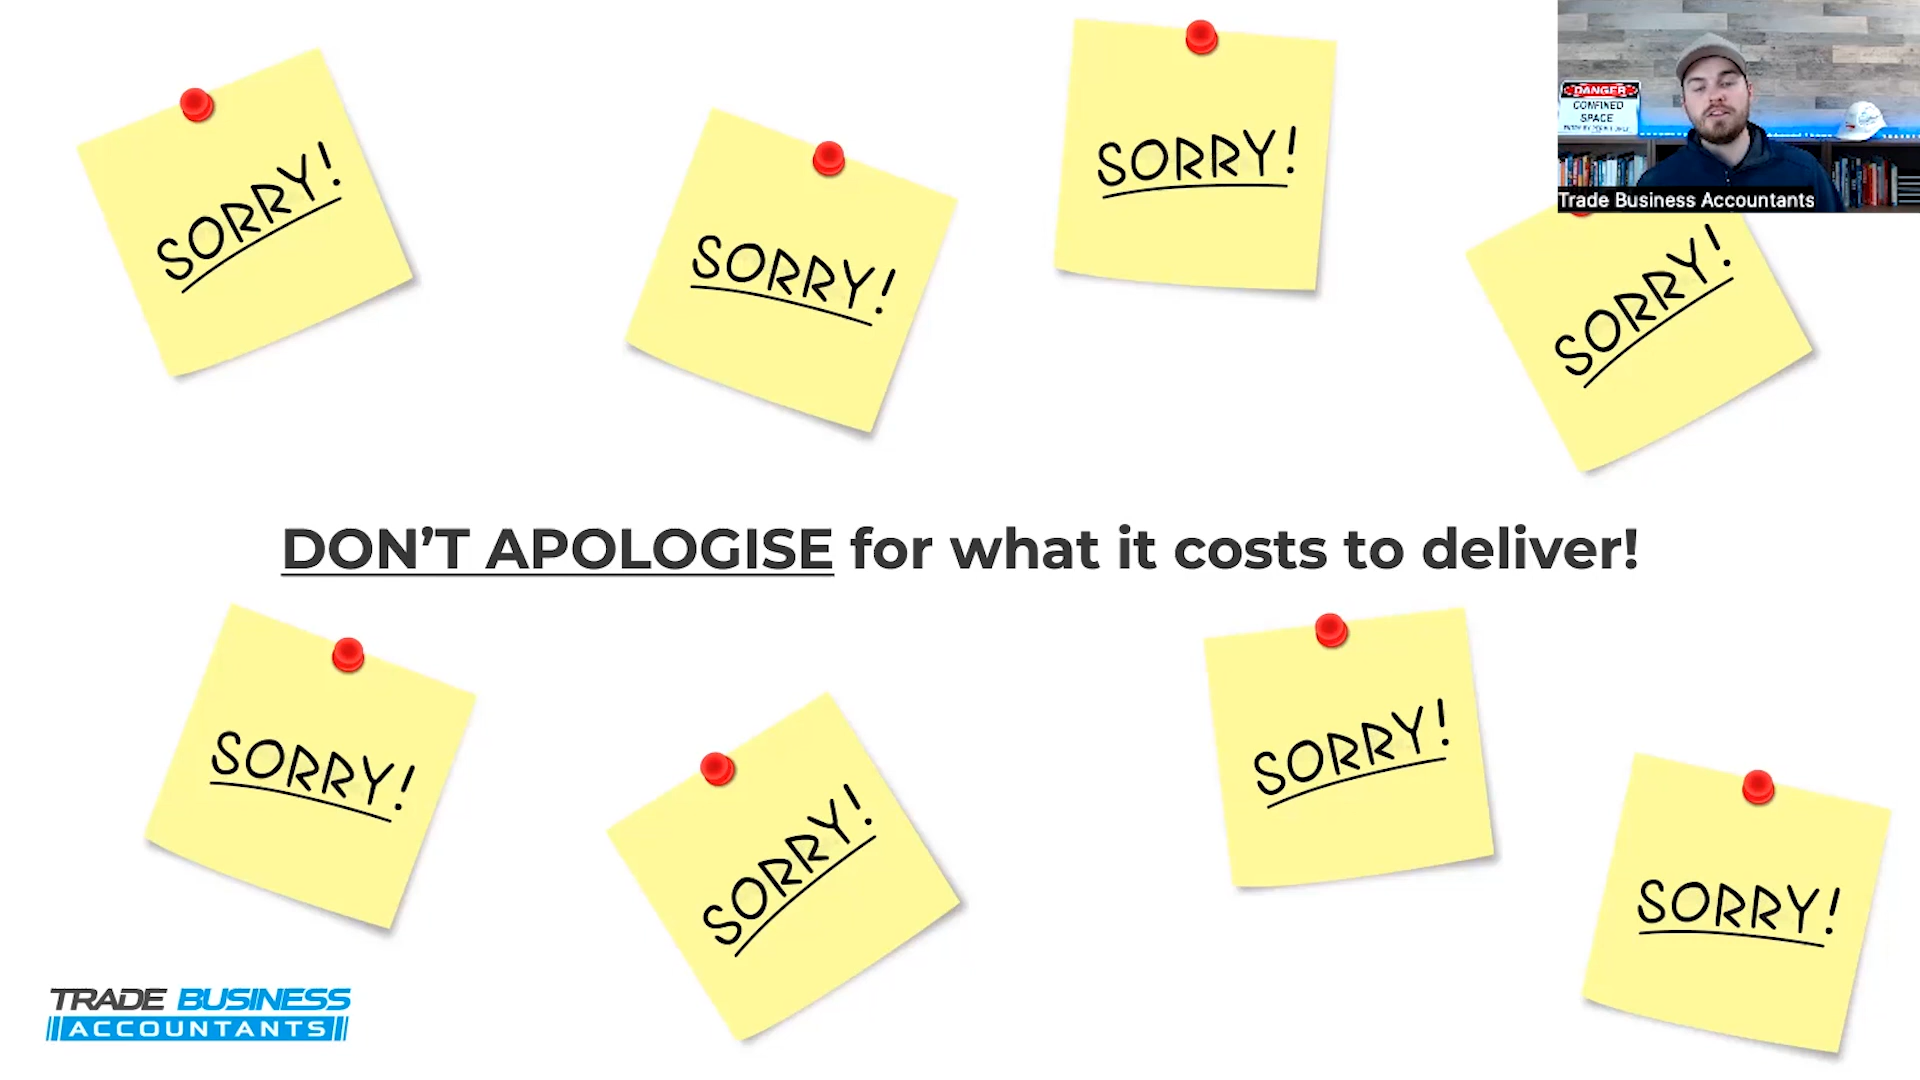 SORRY!
SORRY!
SORRY!
DANGER
CONFINED
SPACE
Trade Business Accountants
SORRY!
DON’T APOLOGISE for what it costs to deliver!
SORRY!
SORRY!
SORRY!
SORRY!
TRADE BUSINESS
ACCOUNTANTS